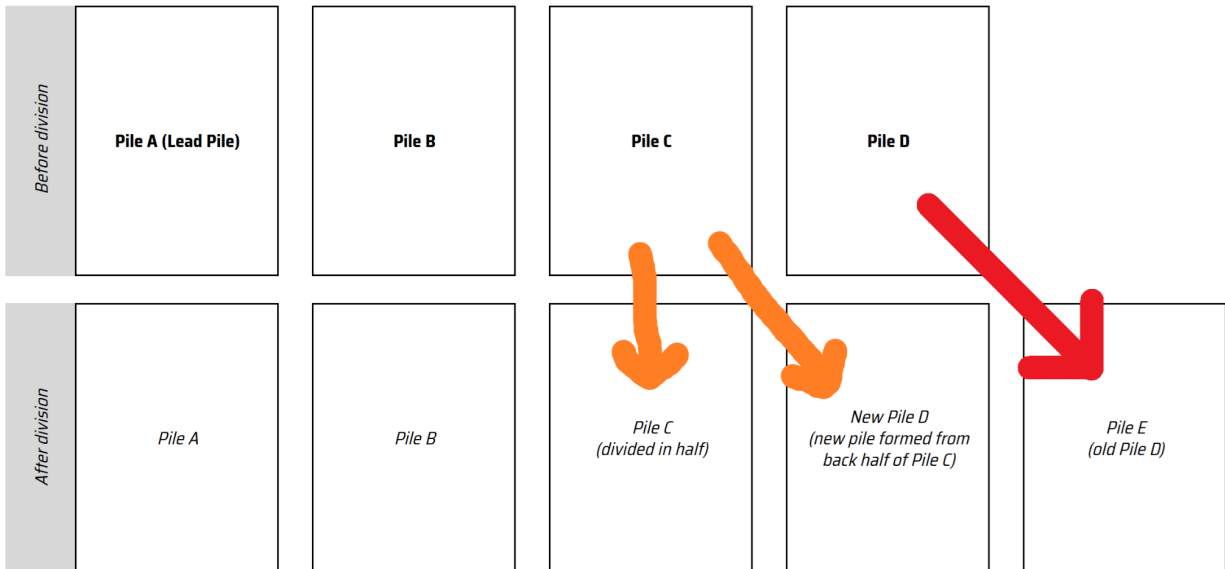 Before division
Pile A (Lead Pile)
Pile B
Pile C
Pile D
After division
Pile A
Pile B
Pile C
(divided in half)
New Pile D
(new pile formed from
back half of Pile C)
Pile E
(old Pile D)